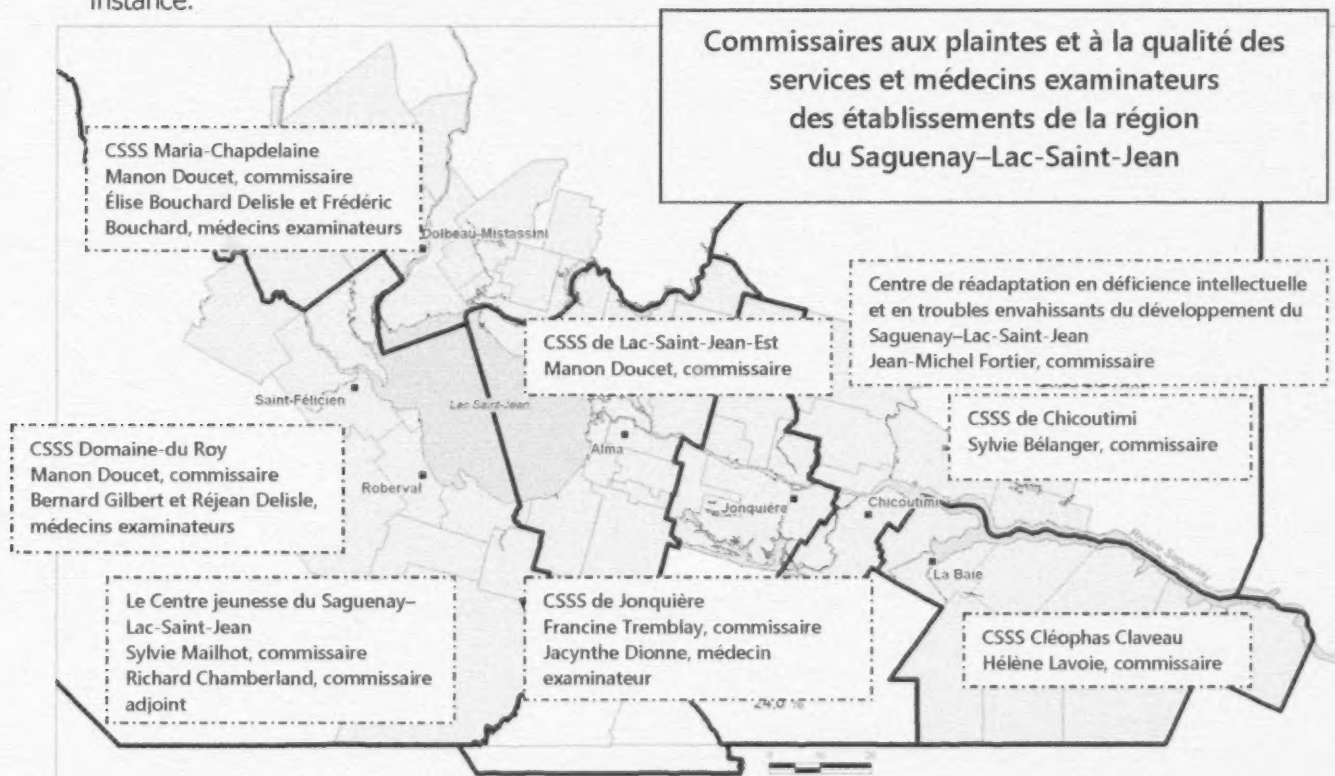 instance.
Commissaires aux plaintes et à la qualité des
services et médecins examinateurs
des établissements de la région
du Saguenay–Lac-Saint-Jean
CSSS Maria-Chapdelaine
Manon Doucet, commissaire
Élise Bouchard Delisle et Frédéric
Bouchard, médecins examinateurs
Dolbeau-Mistassini
Centre de réadaptation en déficience intellectuelle
et en troubles envahissants du développement du
Saguenay–Lac-Saint-Jean
Jean-Michel Fortier, commissaire
CSSS de Lac-Saint-Jean-Est
Manon Doucet, commissaire
Saint-Félicien
Lac Saint-Jean
CSSS de Chicoutimi
Sylvie Bélanger, commissaire
CSSS Domaine-du Roy
Manon Doucet, commissaire
Bernard Gilbert et Réjean Delisle,
médecins examinateurs
Alma
Roberval
Jonquière
Chicoutimi
Rivière Saguenay
La Baie
Le Centre jeunesse du Saguenay–
Lac-Saint-Jean
Sylvie Mailhot, commissaire
Richard Chamberland, commissaire
adjoint
CSSS de Jonquière
Francine Tremblay, commissaire
Jacynthe Dionne, médecin
examinateur
CSSS Cléophas Claveau
Hélène Lavoie, commissaire
24,0 %